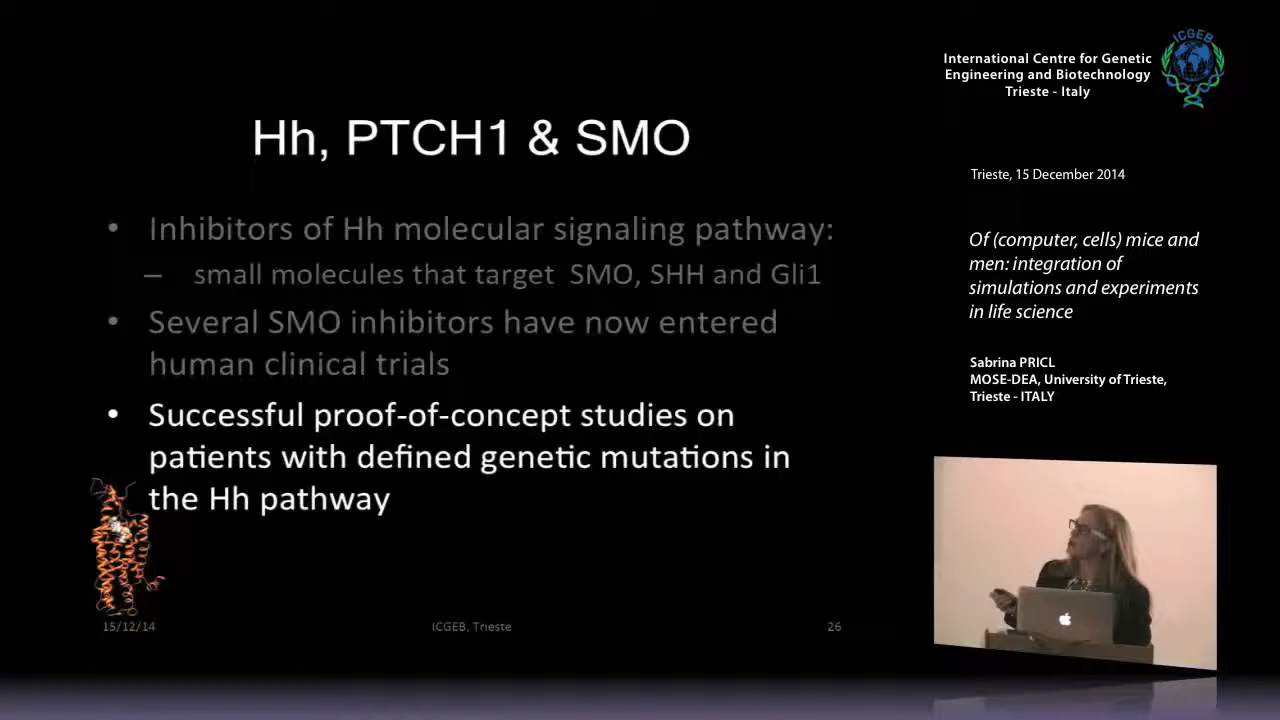 Hh, PTCH1 & SMO
• Inhibitors of Hh molecular signaling pathway:
– small molecules that target SMO, SHH and Gli1
• Several SMO inhibitors have now entered
human clinical trials
• Successful proof-of-concept studies on
patients with defined genetic mutations in
the Hh pathway
15/12/14
ICGEB, Trieste
26
International Centre for Genetic
Engineering and Biotechnology
Trieste - Italy
ICGEB
Trieste, 15 December 2014
Of (computer, cells) mice and
men: integration of
simulations and experiments
in life science
Sabrina PRICL
MOSE-DEA, University of Trieste,
Trieste - ITALY